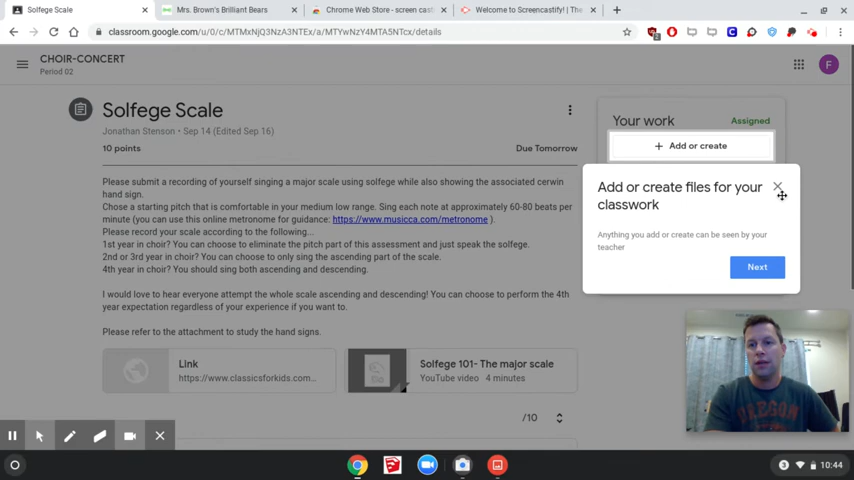 Solfege Scale
Mrs. Brown's Brilliant Bears
Chrome Web Store - screen cast
Welcome to Screencastify! | The
classroom.google.com/u/0/c/MTMxNjQ3NzA3NTEx/a/MTYwNzY4MTA5NTcx/details
CHOIR-CONCERT
Period 02
F
Solfege Scale
Jonathan Stenson • Sep 14 (Edited Sep 16)
10 points
Due Tomorrow
Please submit a recording of yourself singing a major scale using solfege while also showing the associated cerwin
hand sign.
Chose a starting pitch that is comfortable in your medium low range. Sing each note at approximately 60-80 beats per
minute (you can use this online metronome for guidance: https://www.musicca.com/metronome ).
Please record your scale according to the following...
1st year in choir? You can choose to eliminate the pitch part of this assessment and just speak the solfege.
2nd or 3rd year in choir? You can choose to only sing the ascending part of the scale.
4th year in choir? You should sing both ascending and descending.
I would love to hear everyone attempt the whole scale ascending and descending! You can choose to perform the 4th
year expectation regardless of your experience if you want to.
Please refer to the attachment to study the hand signs.
Link
https://www.classicsforkids.com...
Solfege 101- The major scale
YouTube video 4 minutes
/10
Your work
Assigned
+ Add or create
Add or create files for your
classwork
Anything you add or create can be seen by your
teacher
Next
OREGON
3
10:44